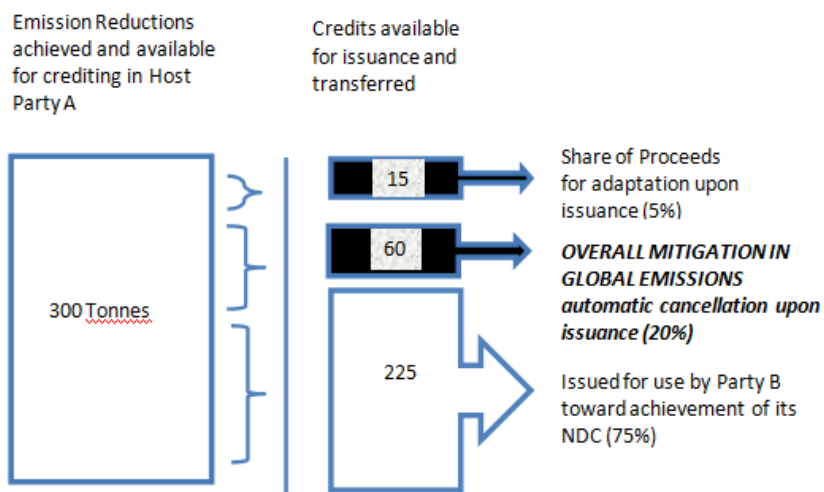 Emission Reductions
achieved and available
for crediting in Host
Party A
Credits available
for issuance and
transferred
300 Tonnes
15
Share of Proceeds
for adaptation upon
issuance (5%)
60
OVERALL MITIGATION IN
GLOBAL EMISSIONS
automatic cancellation upon
issuance (20%)
225
Issued for use by Party B
toward achievement of its
NDC (75%)